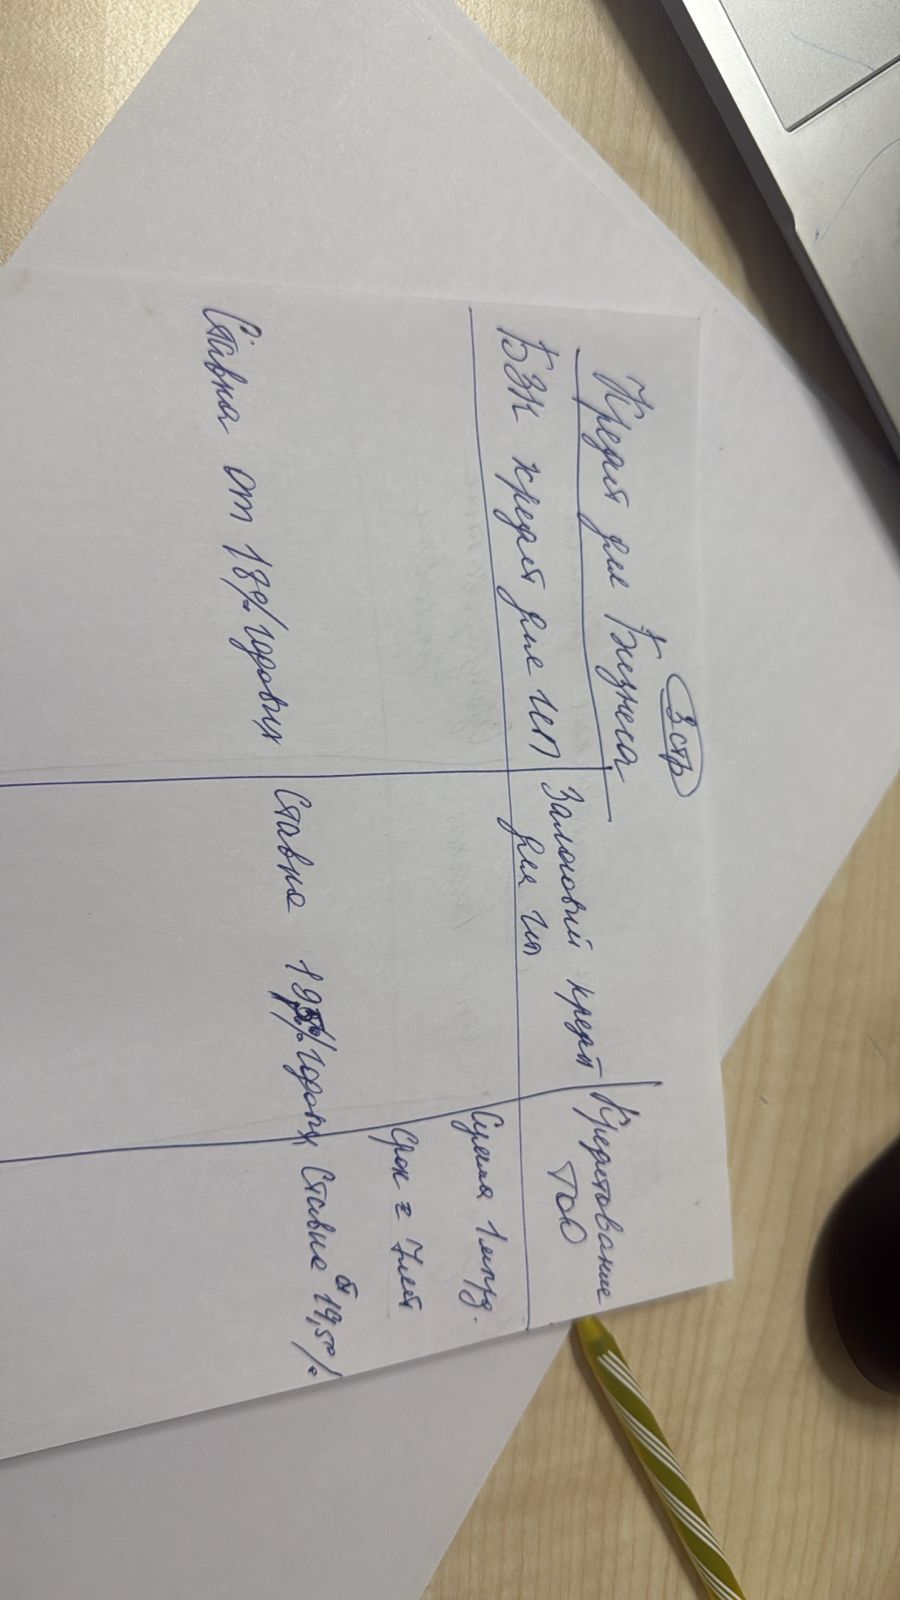 3 стр
Кредит для Бизнеса
БЗК кредит для ИП
Залоговый кредит
для ИП
Кредитование
ТОО
Сумма 1 млрд.
Срок = 7 лет
Ставка от 18% годовых
Ставка 19% годовых
Ставка от 19,5%